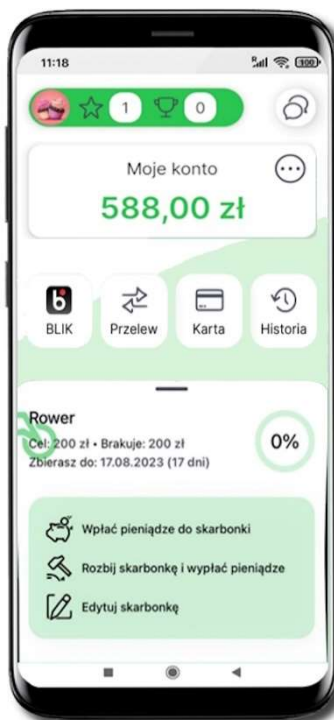 11:18
R
100
1
0
Moje konto
588,00 zł
BLIK
Przelew
Karta
Historia
Rower
Cel: 200 zł • Brakuje: 200 zł
0%
Zbierasz do: 17.08.2023 (17 dni)
Wpłać pieniądze do skarbonki
Rozbij skarbonkę i wypłać pieniądze
Edytuj skarbonkę